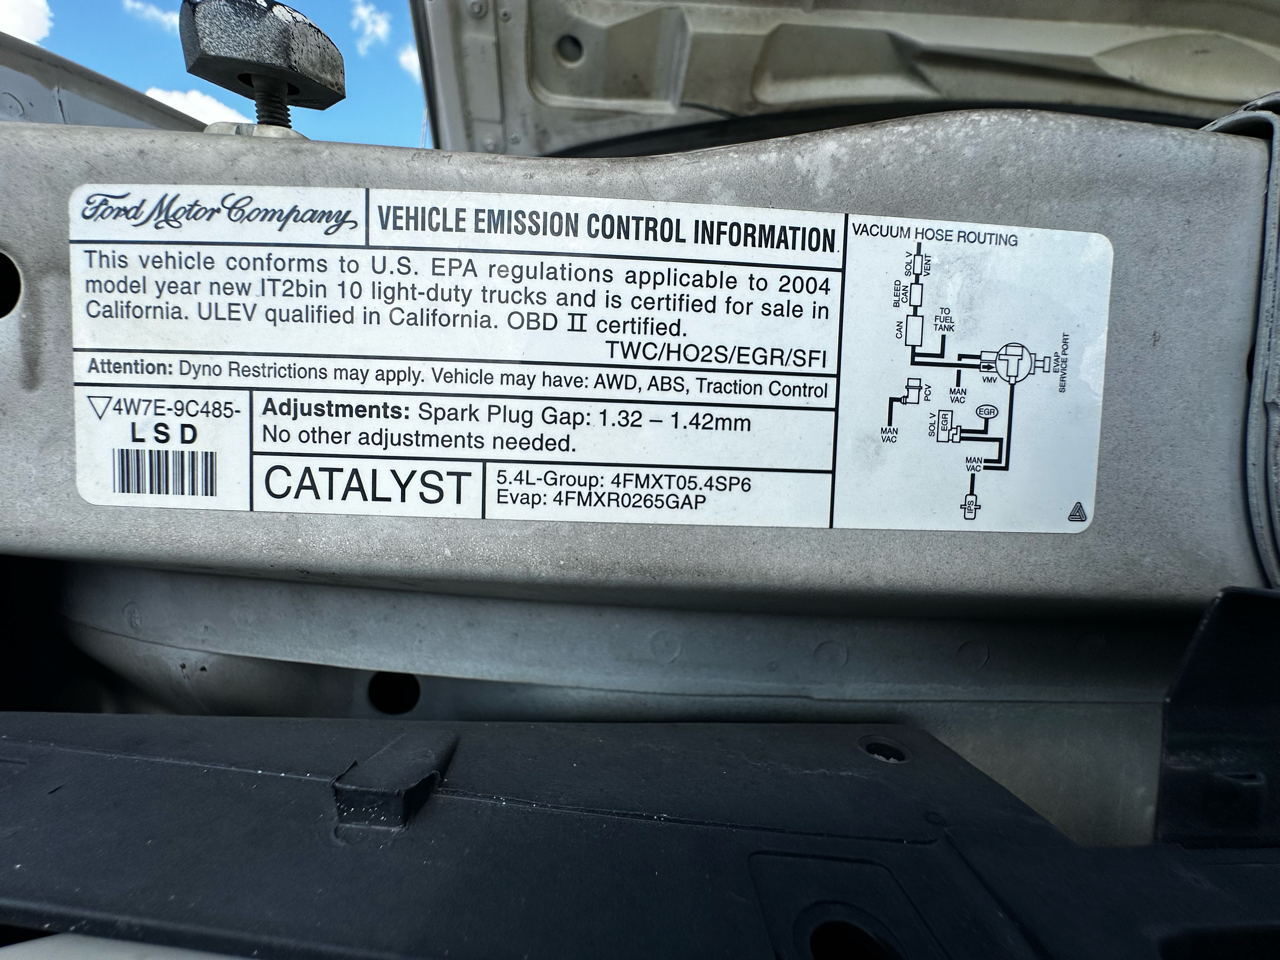 Ford Motor Company
VEHICLE EMISSION CONTROL INFORMATION
This vehicle conforms to U.S. EPA regulations applicable to 2004
model year new IT2bin 10 light-duty trucks and is certified for sale in
California. ULEV qualified in California. OBD II certified.
TWC/HO2S/EGR/SFI
Attention: Dyno Restrictions may apply. Vehicle may have: AWD, ABS, Traction Control
4W7E-9C485-
LSD
Adjustments: Spark Plug Gap: 1.32 – 1.42mm
No other adjustments needed.
CATALYST
5.4L-Group: 4FMXT05.4SP6
Evap: 4FMXR0265GAP
VACUUM HOSE ROUTING
SOL V
VENT
BLEED
CAN
CAN
TO
FUEL
TANK
EVAP
SERVICE PORT
VMV
MAN
VAC
PCV
MAN
VAC
SOL V
EGR
EGR
MAN
VAC
IPS